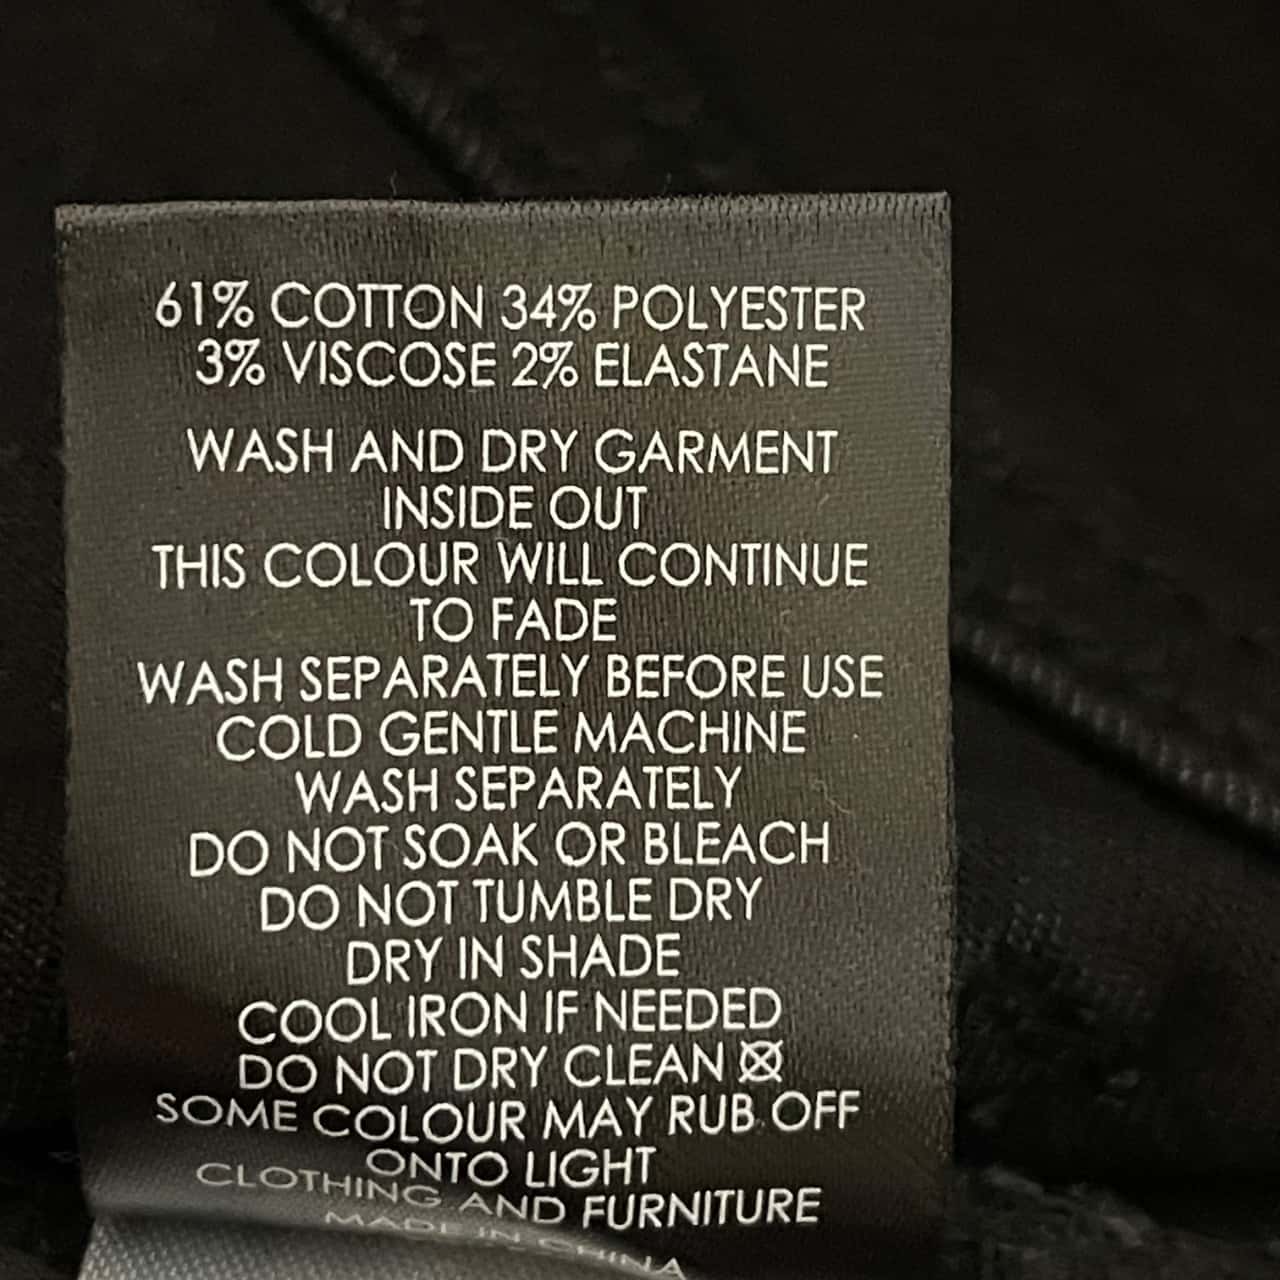 61% COTTON 34% POLYESTER
3% VISCOSE 2% ELASTANE
WASH AND DRY GARMENT
INSIDE OUT
THIS COLOUR WILL CONTINUE
TO FADE
WASH SEPARATELY BEFORE USE
COLD GENTLE MACHINE
WASH SEPARATELY
DO NOT SOAK OR BLEACH
DO NOT TUMBLE DRY
DRY IN SHADE
COOL IRON IF NEEDED
DO NOT DRY CLEAN
SOME COLOUR MAY RUB OFF
ONTO LIGHT
CLOTHING AND FURNITURE
MADE IN CHINA